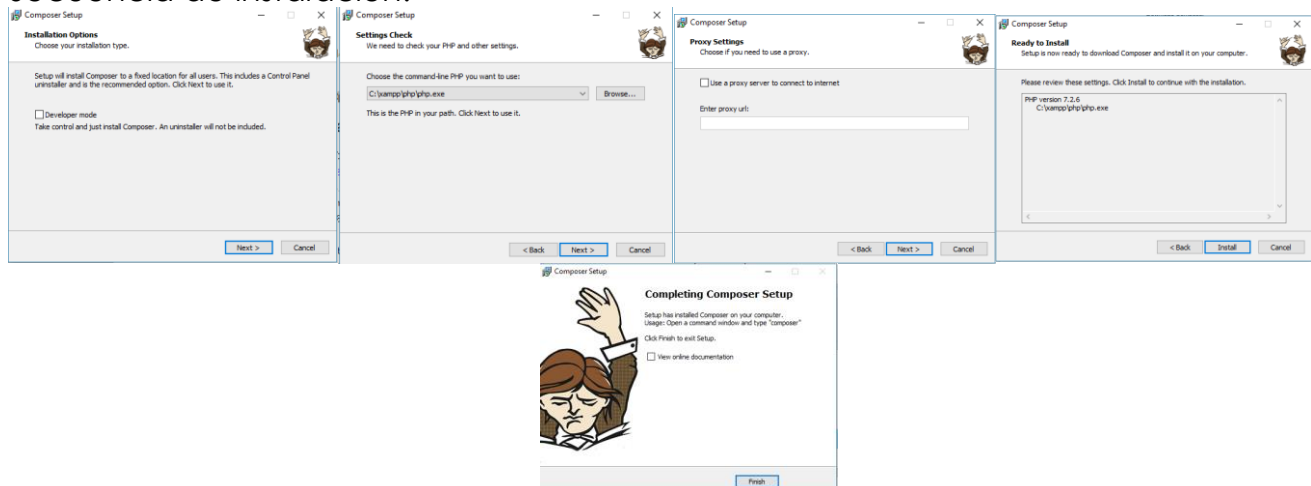 secuencia de instalación:
Composer Setup
Installation Options
Choose your installation type.
Setup will install Composer to a fixed location for all users. This includes a Control Panel
uninstaller and is the recommended option. Click Next to use it.
Developer mode
Take control and just install Composer. An uninstaller will not be included.
Next >
Cancel
Composer Setup
Settings Check
We need to check your PHP and other settings.
Choose the command-line PHP you want to use:
C:\xampp\php\php.exe
Browse...
This is the PHP in your path. Click Next to use it.
< Back
Next >
Cancel
Composer Setup
Proxy Settings
Choose if you need to use a proxy.
Use a proxy server to connect to internet
Enter proxy url:
< Back
Next >
Cancel
Composer Setup
Ready to Install
Setup is now ready to download Composer and install it on your computer.
Please review these settings. Click Install to continue with the installation.
PHP version 7.2.6
C:\xampp\php\php.exe
< Back
Install
Cancel
Composer Setup
Completing Composer Setup
Setup has installed Composer on your computer.
Usage: Open a command window and type "composer"
Click Finish to exit Setup.
View online documentation
Finish